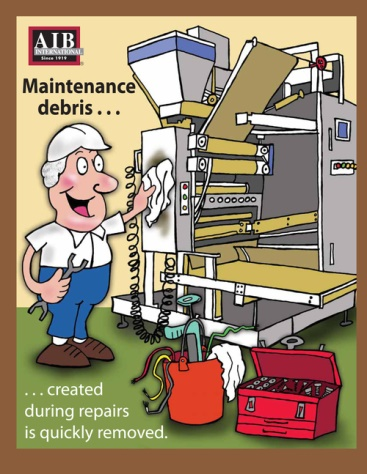 AIB
INTERNATIONAL
Since 1919
Maintenance
debris . . .
. . . created
during repairs
is quickly removed.